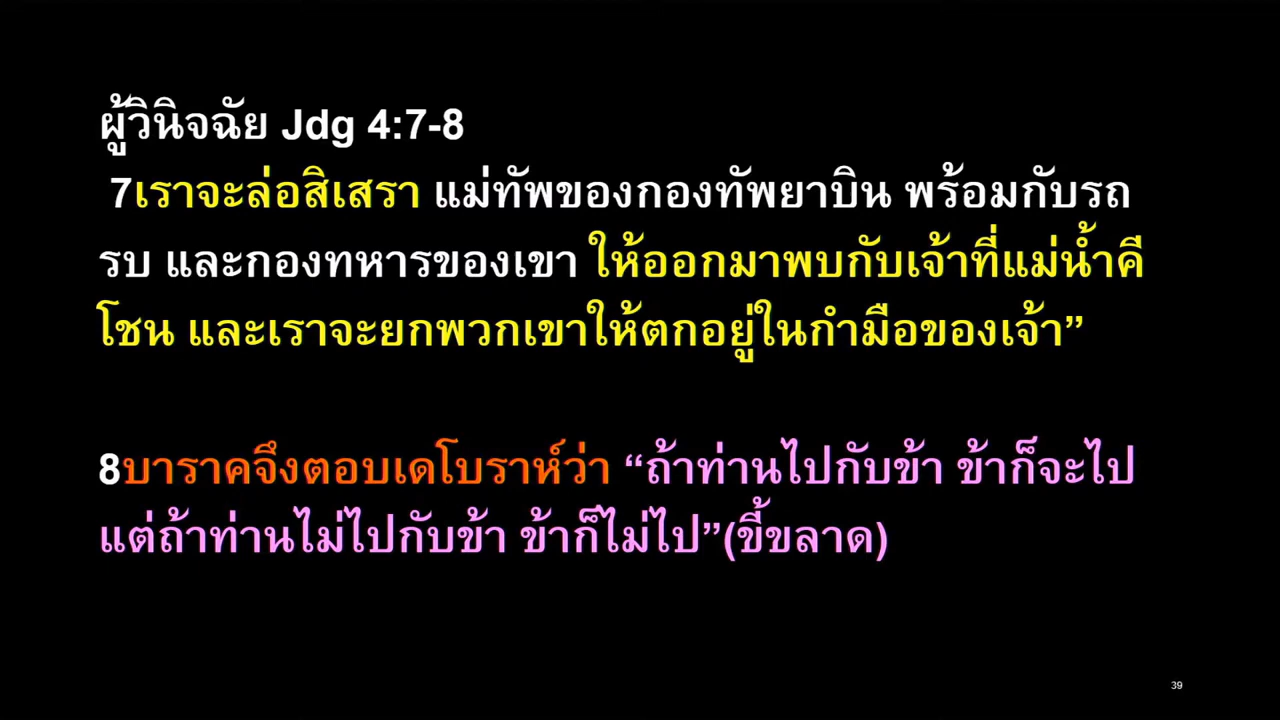 ผู้วินิจฉัย Jdg 4:7-8
7เราจะล่อสิเสรา แม่ทัพของกองทัพยาบิน พร้อมกับรถ
รบ และกองทหารของเขา ให้ออกมาพบกับเจ้าที่แม่น้ำคี
โชน และเราจะยกพวกเขาให้ตกอยู่ในกำมือของเจ้า”
8บาราคจึงตอบเดโบราห์ว่า “ถ้าท่านไปกับข้า ข้าก็จะไป
แต่ถ้าท่านไม่ไปกับข้า ข้าก็ไม่ไป”(ขี้ขลาด)
39